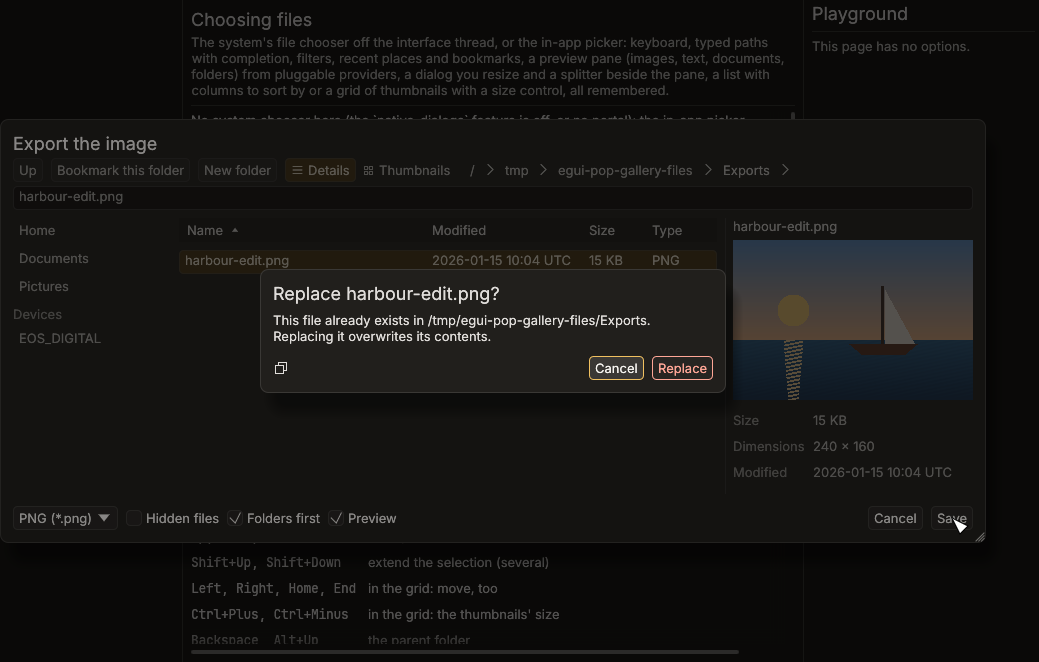 Choosing files
The system's file chooser off the interface thread, or the in-app picker: keyboard, typed paths
with completion, filters, recent places and bookmarks, a preview pane (images, text, documents,
folders) from pluggable providers, a dialog you resize and a splitter beside the pane, a list with
columns to sort by or a grid of thumbnails with a size control, all remembered.
Playground
This page has no options.
Export the image
Up Bookmark this folder New folder Details Thumbnails / tmp egui-pop-gallery-files Exports
harbour-edit.png
Home
Documents
Pictures
Devices
EOS_DIGITAL
Name Modified Size Type
harbour-edit.png 2026-01-15 10:04 UTC 15 KB PNG
Replace harbour-edit.png?
This file already exists in /tmp/egui-pop-gallery-files/Exports.
Replacing it overwrites its contents.
Cancel Replace
harbour-edit.png
Size 15 KB
Dimensions 240 × 160
Modified 2026-01-15 10:04 UTC
PNG (*.png) Hidden files Folders first Preview Cancel Save
Shift+Up, Shift+Down extend the selection (several)
Left, Right, Home, End in the grid: move, too
Ctrl+Plus, Ctrl+Minus in the grid: the thumbnails' size
Backspace Alt+Up the parent folder